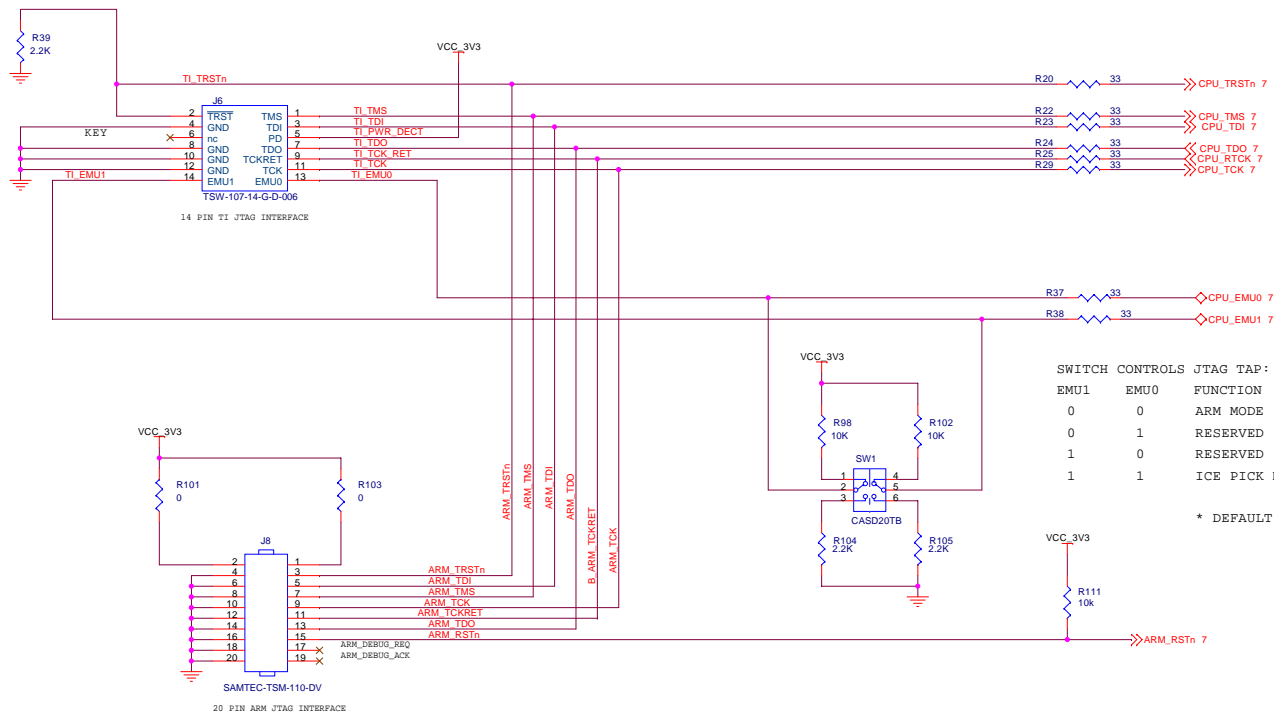 R39
2.2K
VCC_3V3
TI_TRSTn
R20 33 CPU_TRSTn 7
J6
2 TRST TMS 1 TI_TMS R22 33 CPU_TMS 7
4 GND TDI 3 TI_TDI R23 33 CPU_TDI 7
KEY 6 nc PD 5 TI_PWR_DECT
8 GND TDO 7 TI_TDO R24 33 CPU_TDO 7
10 GND TCKRET 9 TI_TCK_RET R25 33 CPU_RTCK 7
12 GND TCK 11 TI_TCK R29 33 CPU_TCK 7
TI_EMU1 14 EMU1 EMU0 13 TI_EMU0
TSW-107-14-G-D-006
14 PIN TI JTAG INTERFACE
R37 33 CPU_EMU0 7
R38 33 CPU_EMU1 7
VCC_3V3
R98
10K
R102
10K
SW1
1 4
2 5
3 6
CASD20TB
R104
2.2K
R105
2.2K
SWITCH CONTROLS JTAG TAP:
EMU1 EMU0 FUNCTION
0 0 ARM MODE
0 1 RESERVED
1 0 RESERVED
1 1 ICE PICK
* DEFAULT
VCC_3V3
R111
10k
ARM_RSTn 7
VCC_3V3
R101
0
R103
0
ARM_TRSTn
ARM_TMS
ARM_TDI
ARM_TDO
B_ARM_TCKRET
ARM_TCK
J8
2 1
4 3 ARM_TRSTn
6 5 ARM_TDI
8 7 ARM_TMS
10 9 ARM_TCK
12 11 ARM_TCKRET
14 13 ARM_TDO
16 15 ARM_RSTn
18 17 ARM_DEBUG_REQ
20 19 ARM_DEBUG_ACK
SAMTEC-TSM-110-DV
20 PIN ARM JTAG INTERFACE